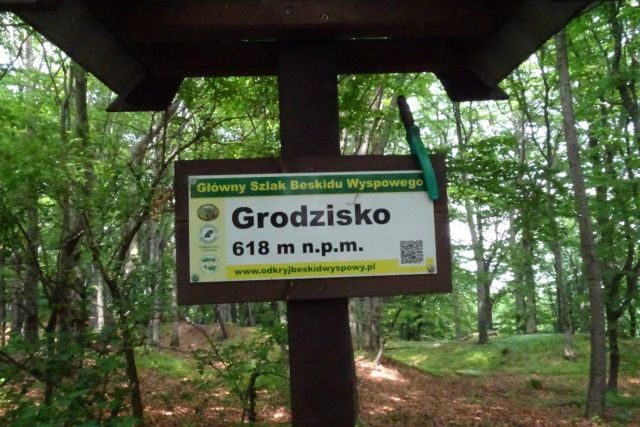 Główny Szlak Beskidu Wyspowego
Grodzisko
618 m n.p.m.
www.odkryjbeskidwyspowy.pl